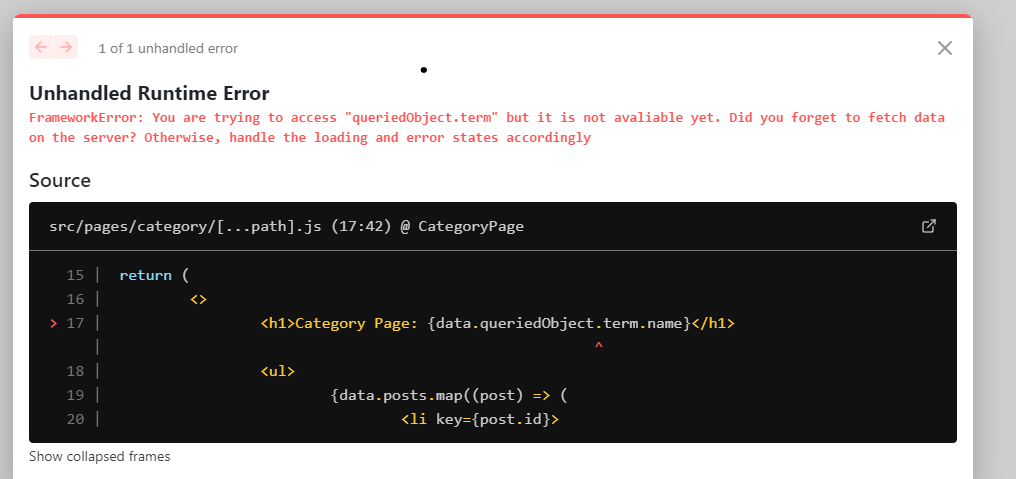 1 of 1 unhandled error
Unhandled Runtime Error
FrameworkError: You are trying to access "queriedObject.term" but it is not avaliable yet. Did you forget to fetch data
on the server? Otherwise, handle the loading and error states accordingly
Source
src/pages/category/[...path].js (17:42) @ CategoryPage
15 | return (
16 | <>
> 17 | <h1>Category Page: {data.queriedObject.term.name}</h1>
| ^
18 | <ul>
19 | {data.posts.map((post) => (
20 | <li key={post.id}>
Show collapsed frames